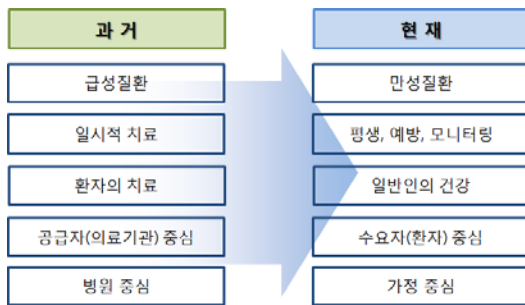 과 거
현 재
급성질환
만성질환
일시적 치료
평생, 예방, 모니터링
환자의 치료
일반인의 건강
공급자(의료기관) 중심
수요자(환자) 중심
병원 중심
가정 중심